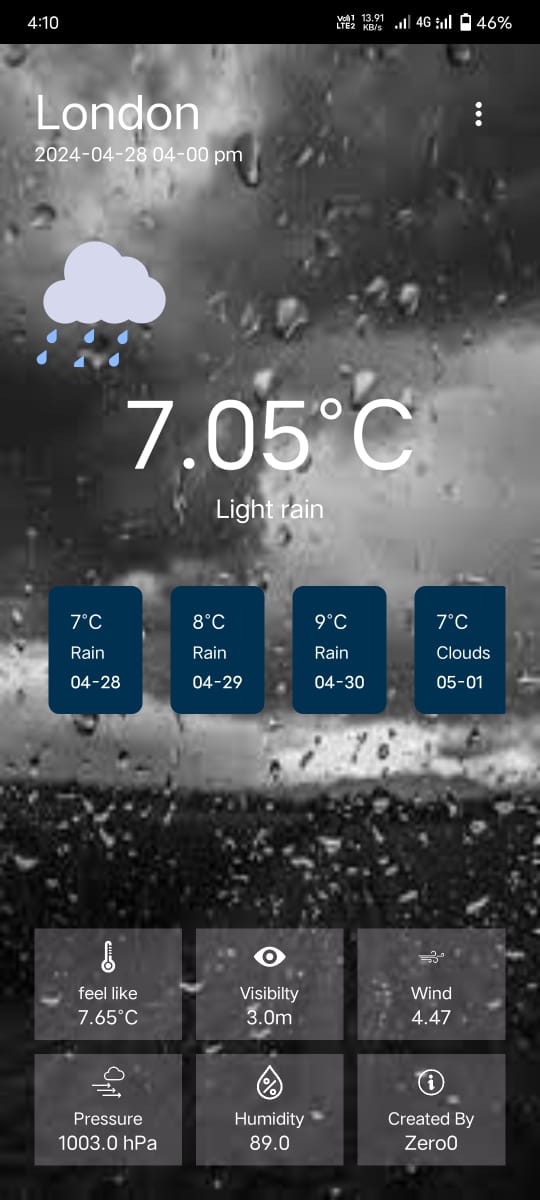 4:10
Vo))1
LTE2
13.91
KB/s
4G
46%
London
2024-04-28 04-00 pm
7.05°C
Light rain
7°C
Rain
04-28
8°C
Rain
04-29
9°C
Rain
04-30
7°C
Clouds
05-01
feel like
7.65°C
Visibilty
3.0m
Wind
4.47
Pressure
1003.0 hPa
Humidity
89.0
Created By
Zero0